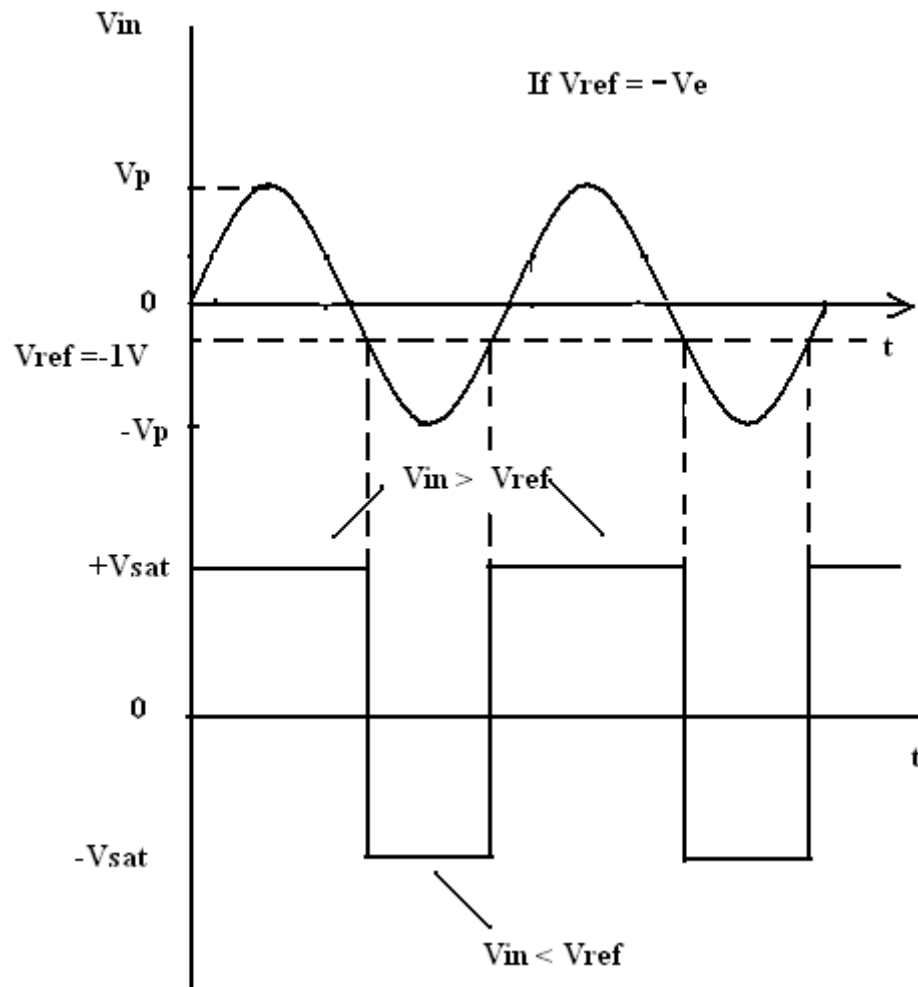 Vin
If Vref = -Ve
Vp
0
Vref =-1V
t
-Vp
Vin > Vref
+Vsat
0
t
-Vsat
Vin < Vref